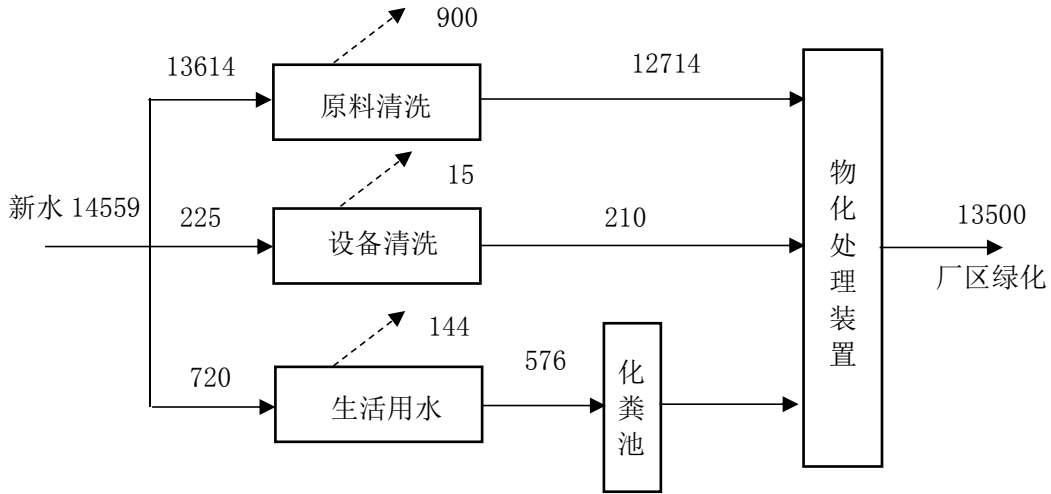 900
13614
12714
原料清洗
15
新水 14559
225
210
13500
设备清洗
厂区绿化
物化处理装置
144
720
576
生活用水
化粪池